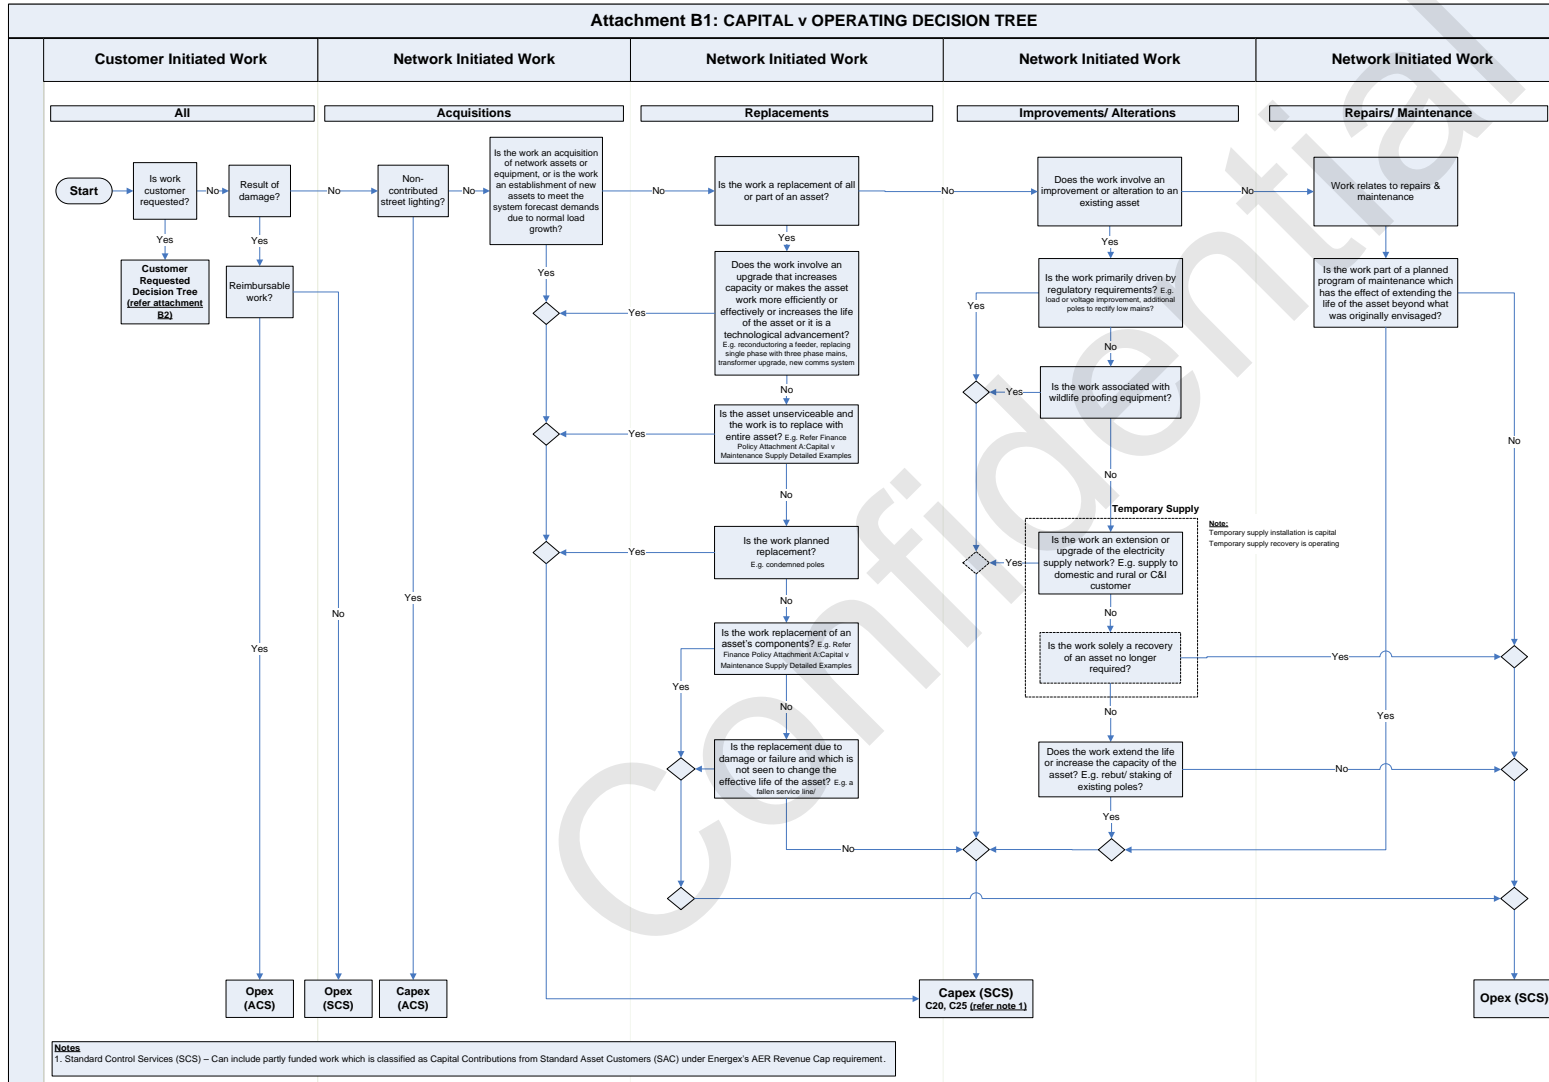 Attachment B1: CAPITAL v OPERATING DECISION TREE
Customer Initiated Work
Network Initiated Work
Network Initiated Work
Network Initiated Work
Network Initiated Work
All
Acquisitions
Replacements
Improvements/ Alterations
Repairs/ Maintenance
Start
Is work
customer
requested?
No
Result of
damage?
No
Non-
contributed
street lighting?
No
Is the work an acquisition
of network assets or
equipment, or is the work
an establishment of new
assets to meet the
system forecast demands
due to normal load
growth?
No
Is the work a replacement of all
or part of an asset?
No
Does the work involve an
improvement or alteration to an
existing asset
No
Work relates to repairs &
maintenance
Yes
Customer
Requested
Decision Tree
(refer attachment
B2)
Yes
Reimbursable
work?
Yes
No
Yes
Yes
Yes
Does the work involve an
upgrade that increases
capacity or makes the asset
work more efficiently or
effectively or increases the life
of the asset or it is a
technological advancement?
E.g. reconductoring a feeder, replacing
single phase with three phase mains,
transformer upgrade, new comms system
Yes
No
Is the asset unserviceable and
the work is to replace with
entire asset? E.g. Refer Finance
Policy Attachment A:Capital v
Maintenance Supply Detailed Examples
Yes
No
Is the work planned
replacement?
E.g. condemned poles
Yes
No
Is the work replacement of an
asset's components? E.g. Refer
Finance Policy Attachment A:Capital v
Maintenance Supply Detailed Examples
Yes
No
Is the replacement due to
damage or failure and which is
not seen to change the
effective life of the asset? E.g. a
fallen service line/
No
Yes
Is the work primarily driven by
regulatory requirements? E.g.
load or voltage improvement, additional
poles to rectify low mains?
Yes
No
Is the work associated with
wildlife proofing equipment?
Yes
No
Temporary Supply
Note:
Temporary supply installation is capital
Temporary supply recovery is operating
Is the work an extension or
upgrade of the electricity
supply network? E.g. supply to
domestic and rural or C&I
customer
Yes
No
Is the work solely a recovery
of an asset no longer
required?
Yes
No
Does the work extend the life
or increase the capacity of the
asset? E.g. rebut/ staking of
existing poles?
No
Yes
Is the work part of a planned
program of maintenance which
has the effect of extending the
life of the asset beyond what
was originally envisaged?
Yes
No
Opex
(ACS)
Opex
(SCS)
Capex
(ACS)
Capex (SCS)
C20, C25 (refer note 1)
Opex (SCS)
Notes
1. Standard Control Services (SCS) – Can include partly funded work which is classified as Capital Contributions from Standard Asset Customers (SAC) under Energex's AER Revenue Cap requirement.
Confidential